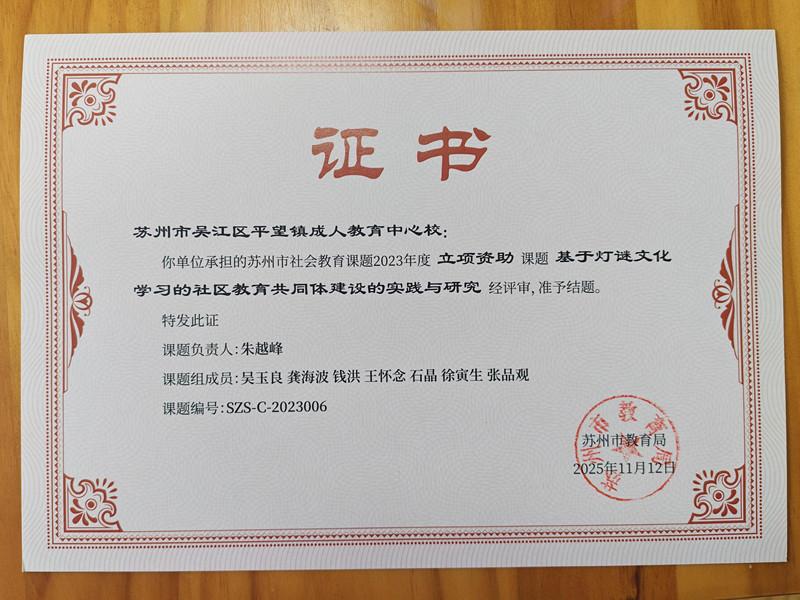 证书
苏州市吴江区平望镇成人教育中心校：
你单位承担的苏州市社会教育课题2023年度 立项资助 课题 基于灯谜文化
学习的社区教育共同体建设的实践与研究 经评审，准予结题。
特发此证
课题负责人：朱越峰
课题组成员：吴玉良 龚海波 钱洪 王怀念 石晶 徐寅生 张品观
课题编号：SZS-C-2023006
苏州市教育局
苏州市教育局
2025年11月12日